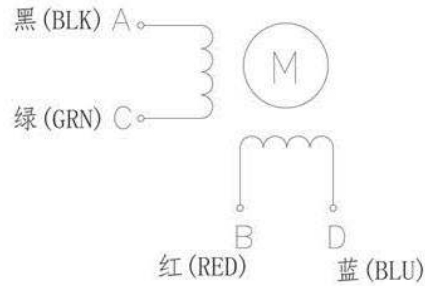 黑(BLK) A
M
绿(GRN) C
B D
红(RED) 蓝(BLU)